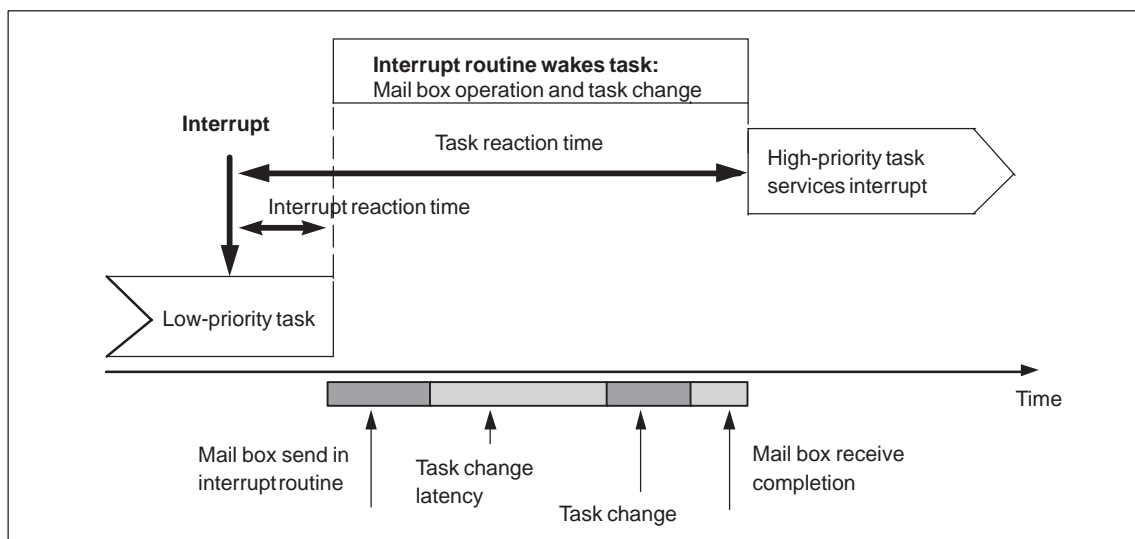 Interrupt routine wakes task:
Mail box operation and task change
Interrupt
Task reaction time
High-priority task
services interrupt
Interrupt reaction time
Low-priority task
Time
Mail box send in
interrupt routine
Task change
latency
Task change
Mail box receive
completion